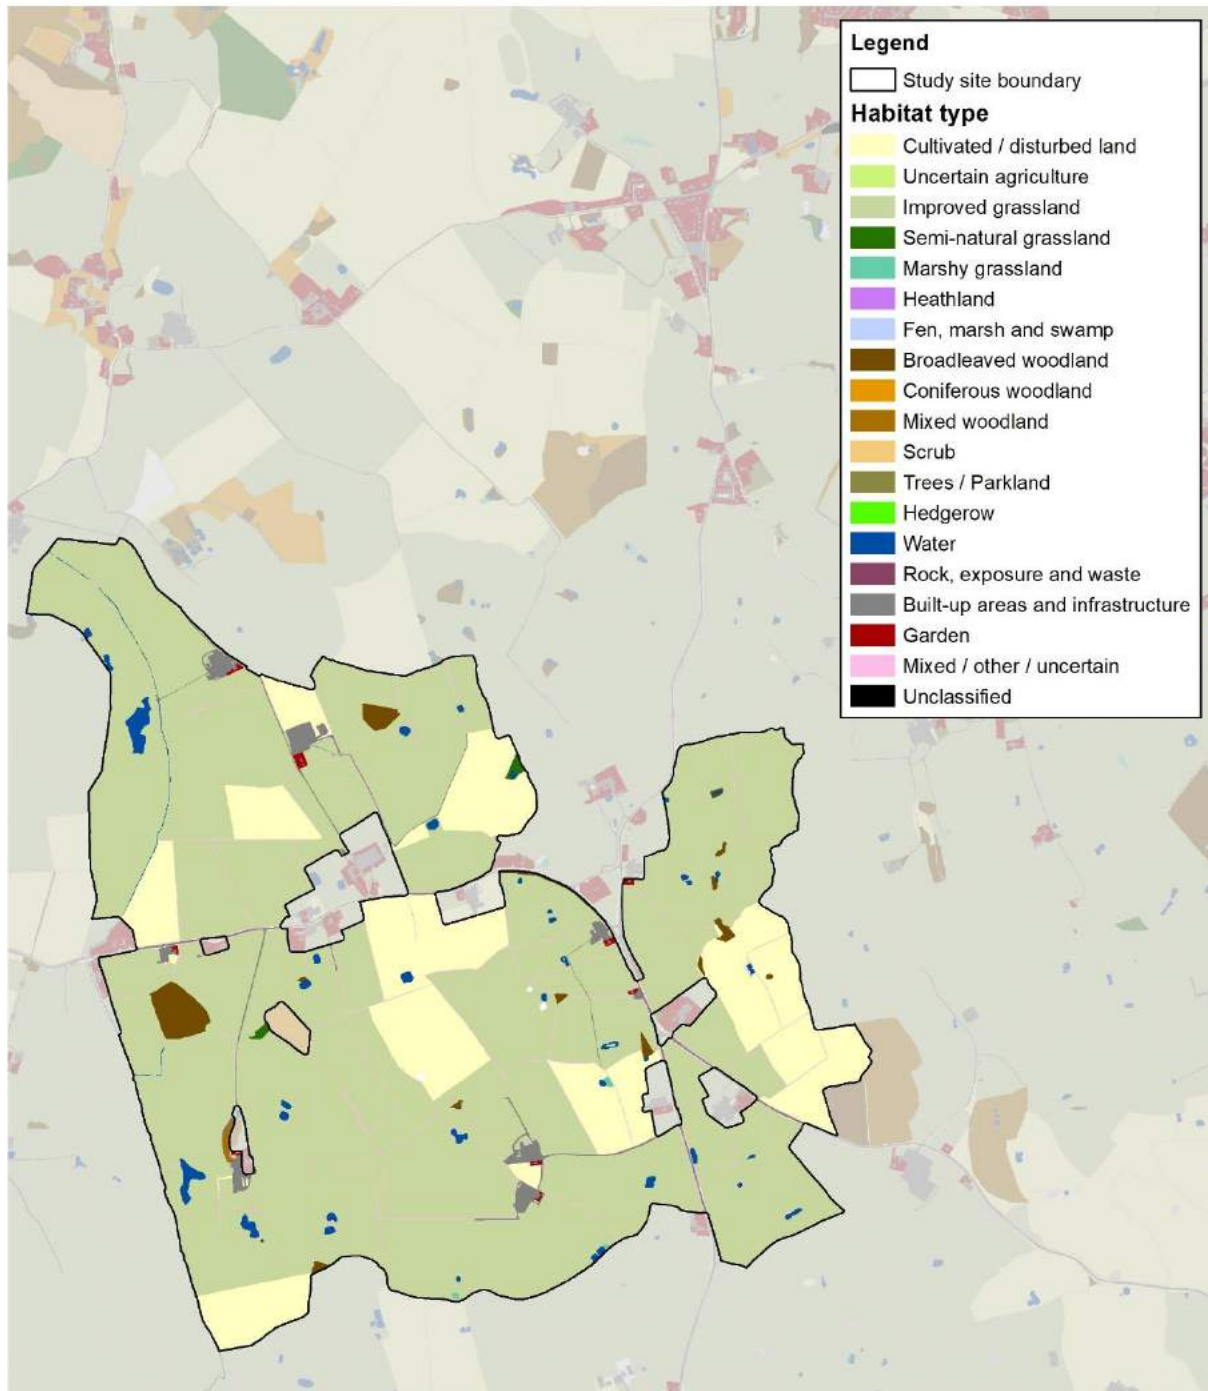 Legend
Study site boundary
Habitat type
Cultivated / disturbed land
Uncertain agriculture
Improved grassland
Semi-natural grassland
Marshy grassland
Heathland
Fen, marsh and swamp
Broadleaved woodland
Coniferous woodland
Mixed woodland
Scrub
Trees / Parkland
Hedgerow
Water
Rock, exposure and waste
Built-up areas and infrastructure
Garden
Mixed / other / uncertain
Unclassified